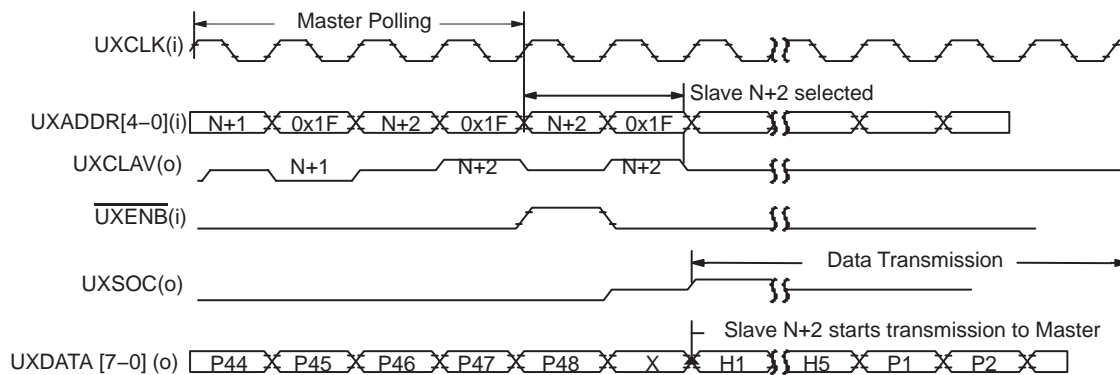 Master Polling
UXCLK(i)
Slave N+2 selected
UXADDR[4–0](i) N+1 0x1F N+2 0x1F N+2 0x1F
UXCLAV(o) N+1 N+2 N+2
UXENB(i)
Data Transmission
UXSOC(o)
Slave N+2 starts transmission to Master
UXDATA [7–0] (o) P44 P45 P46 P47 P48 X H1 H5 P1 P2